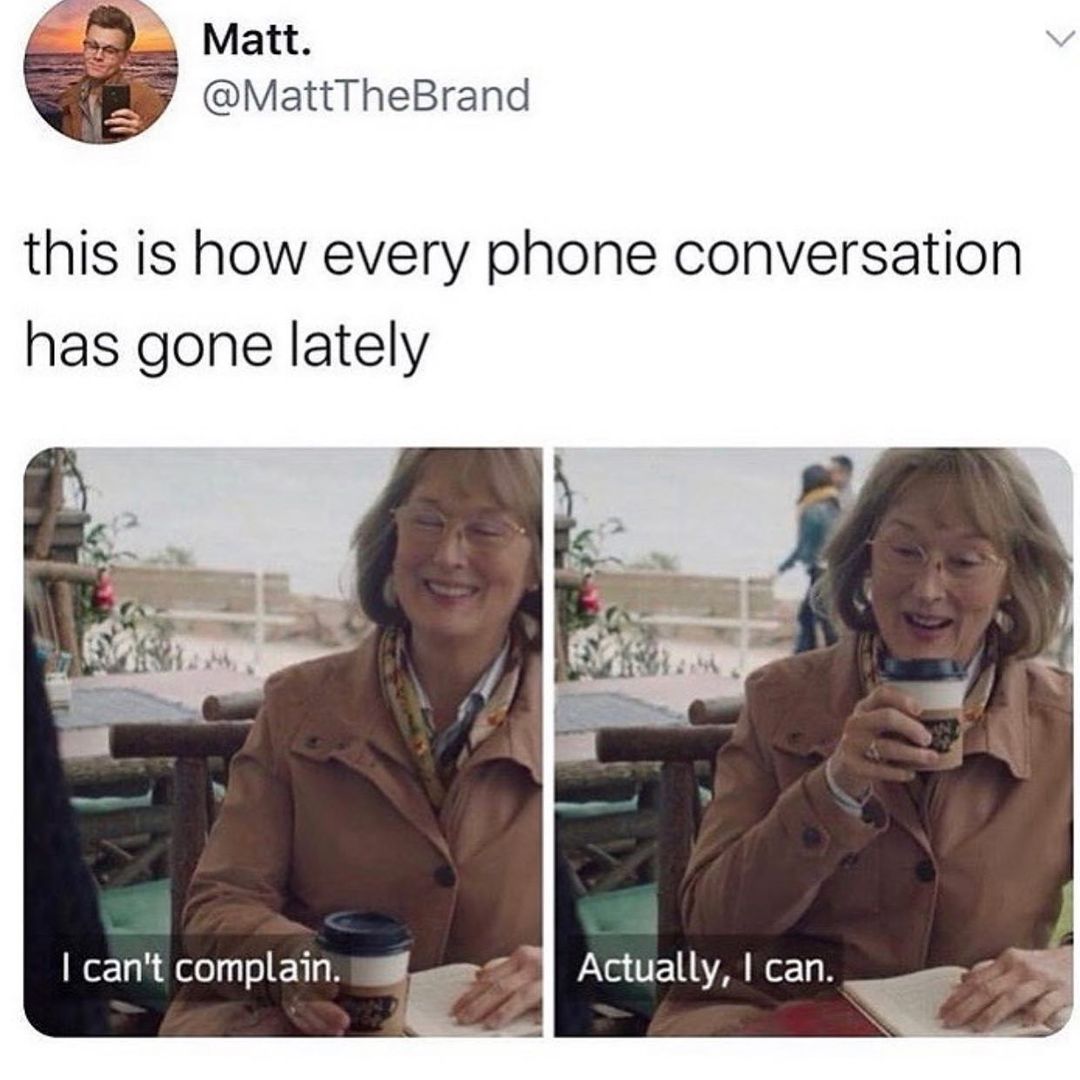 Matt.
@MattTheBrand
this is how every phone conversation
has gone lately
I can't complain.
Actually, I can.